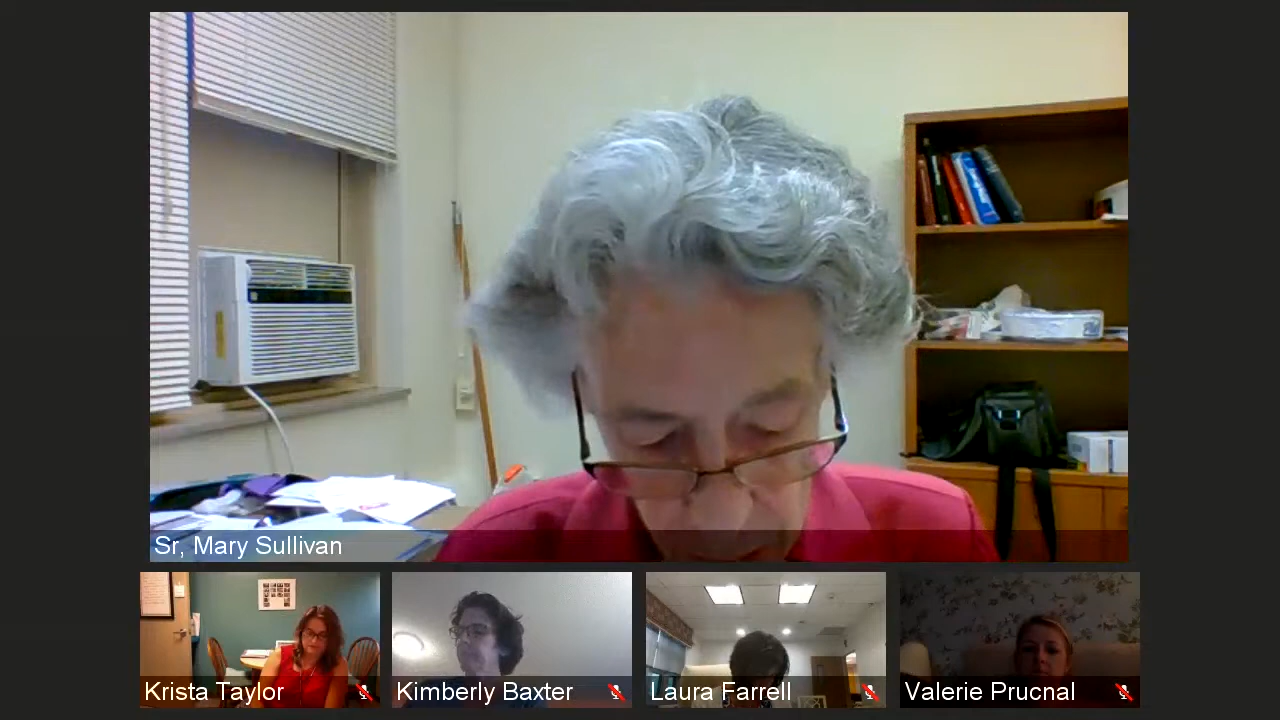 Sr, Mary Sullivan
Krista Taylor
Kimberly Baxter
Laura Farrell
Valerie Prucnal